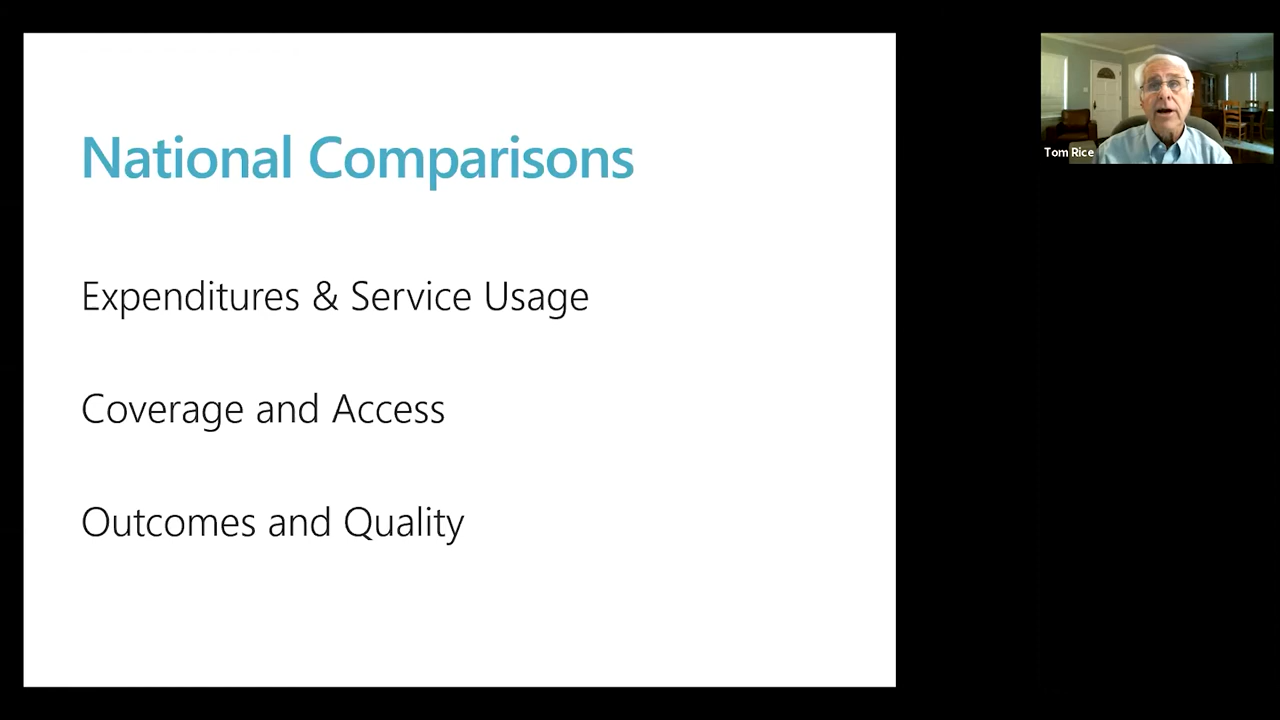 National Comparisons
Expenditures & Service Usage
Coverage and Access
Outcomes and Quality
Tom Rice